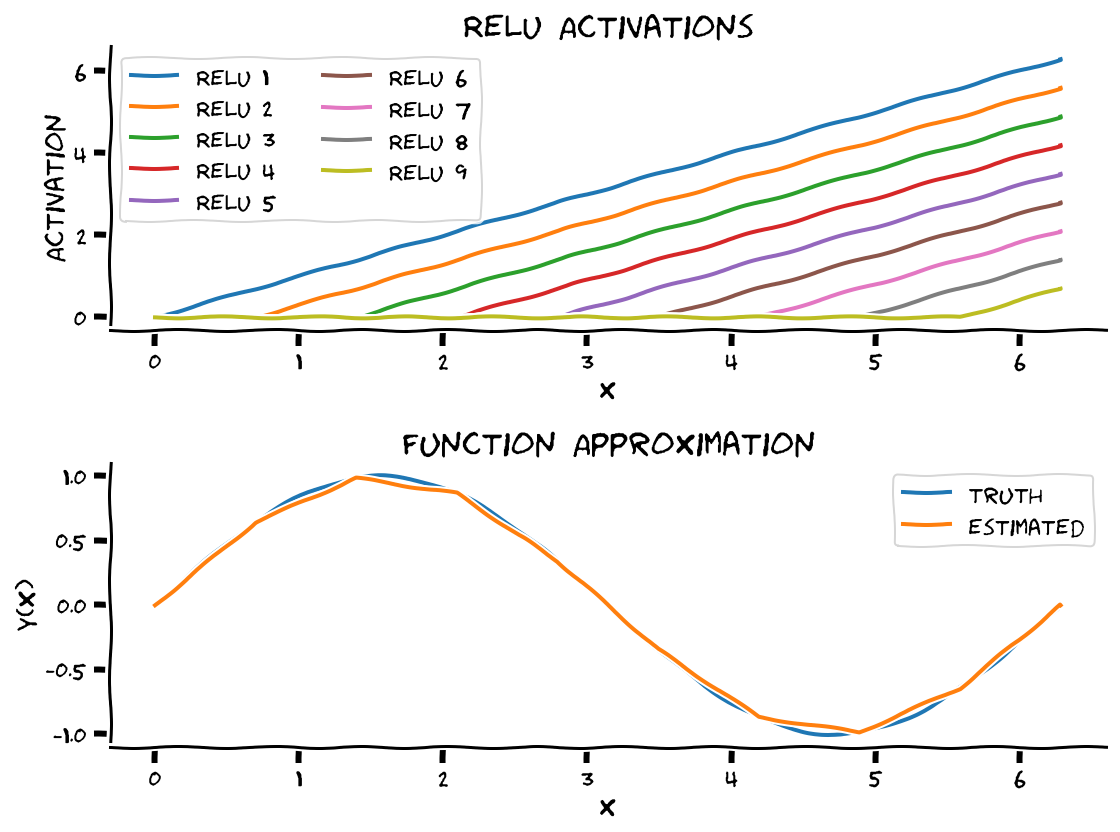 RELU ACTIVATIONS
ACTIVATION
6
4
2
0
RELU 1
RELU 2
RELU 3
RELU 4
RELU 5
RELU 6
RELU 7
RELU 8
RELU 9
0 1 2 3 4 5 6
X
FUNCTION APPROXIMATION
Y(X)
1.0
0.5
0.0
-0.5
-1.0
TRUTH
ESTIMATED
0 1 2 3 4 5 6
X